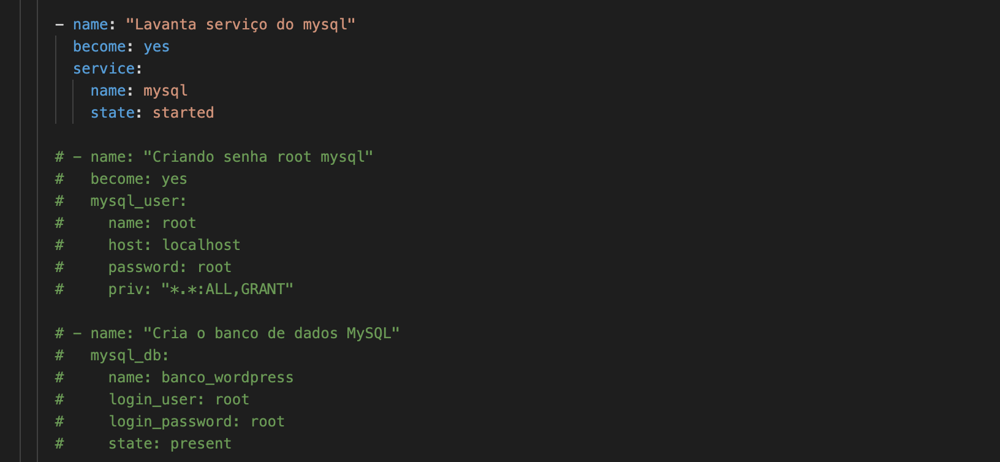 - name: "Lavanta serviço do mysql"
  become: yes
  service:
    name: mysql
    state: started
# - name: "Criando senha root mysql"
#   become: yes
#   mysql_user:
#     name: root
#     host: localhost
#     password: root
#     priv: "*.*:ALL,GRANT"
# - name: "Cria o banco de dados MySQL"
#   mysql_db:
#     name: banco_wordpress
#     login_user: root
#     login_password: root
#     state: present